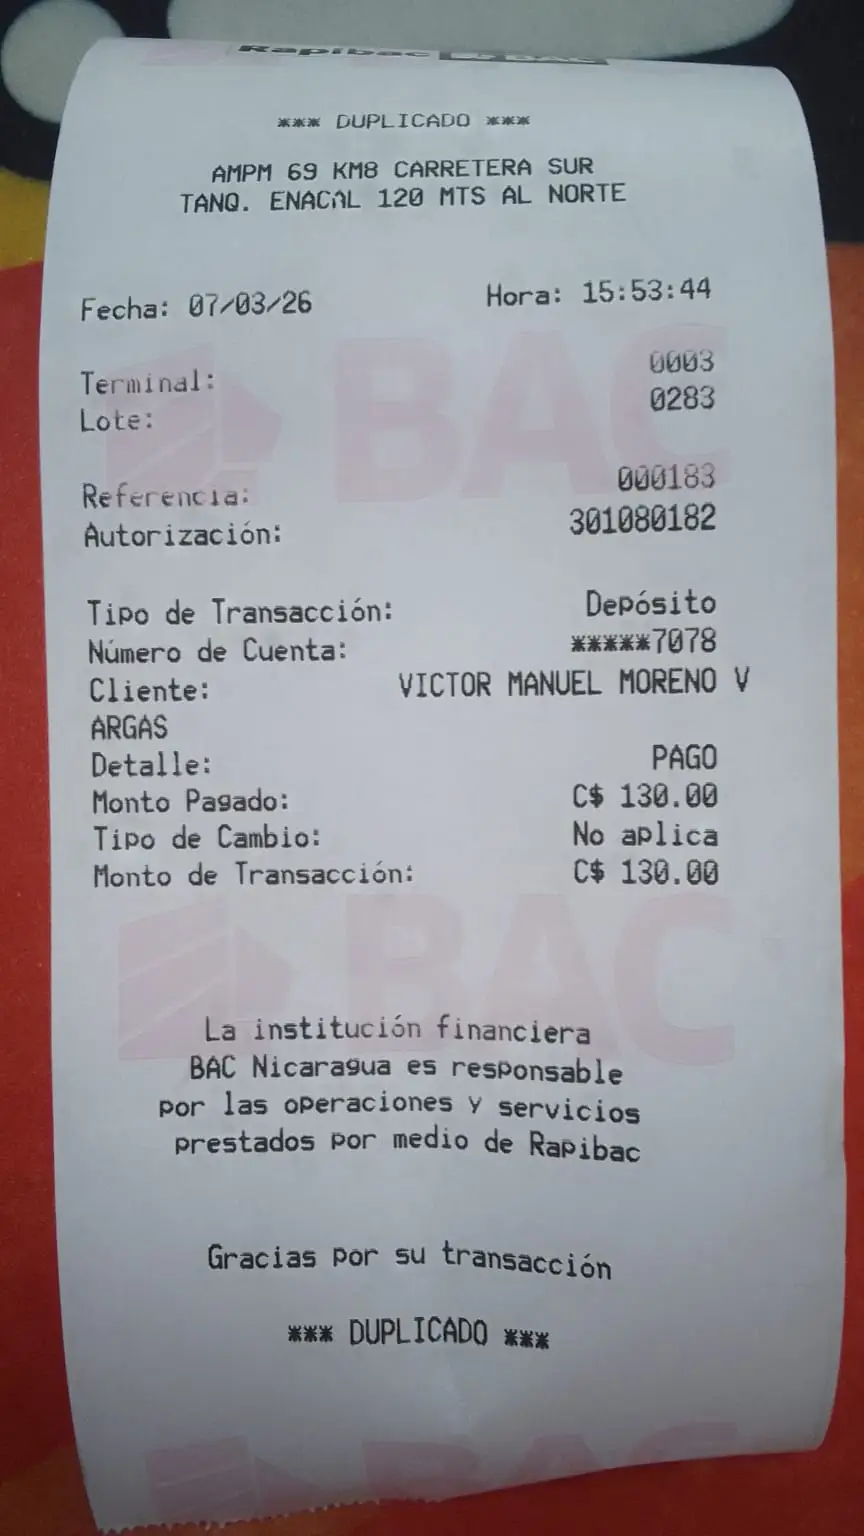 Rapibac BAC
*** DUPLICADO ***
AMPM 69 KM8 CARRETERA SUR
TANQ. ENACAL 120 MTS AL NORTE
Fecha: 07/03/26 Hora: 15:53:44
Terminal: 0003
Lote: 0283
Referencia: 000183
Autorización: 301080182
Tipo de Transacción: Depósito
Número de Cuenta: *****7078
Cliente: VICTOR MANUEL MORENO V
ARGAS
Detalle: PAGO
Monto Pagado: C$ 130.00
Tipo de Cambio: No aplica
Monto de Transacción: C$ 130.00
La institución financiera
BAC Nicaragua es responsable
por las operaciones y servicios
prestados por medio de Rapibac
Gracias por su transacción
*** DUPLICADO ***
BAC
BAC
BAC